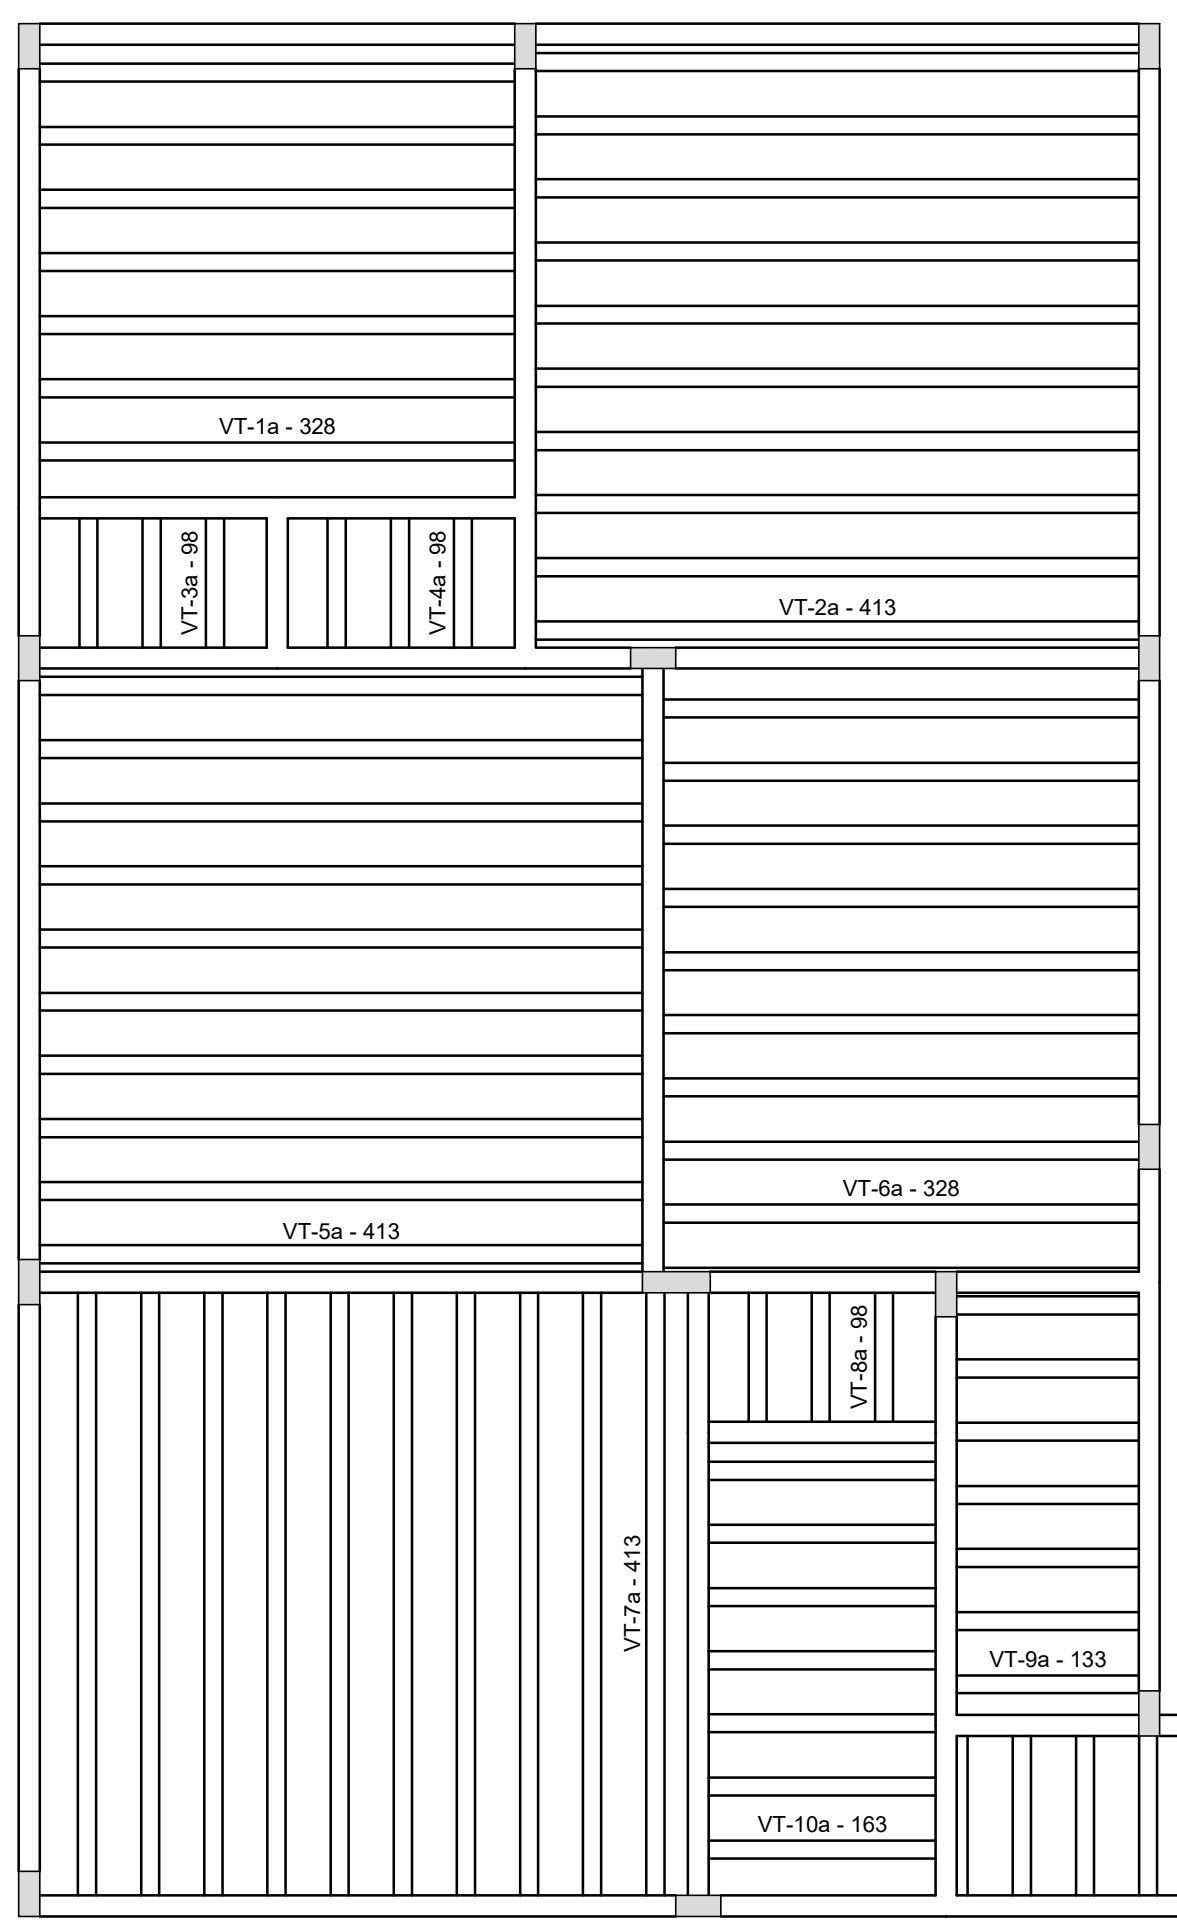 VT-1a - 328
VT-3a - 98
VT-4a - 98
VT-2a - 413
VT-5a - 413
VT-6a - 328
VT-7a - 413
VT-8a - 98
VT-9a - 133
VT-10a - 163